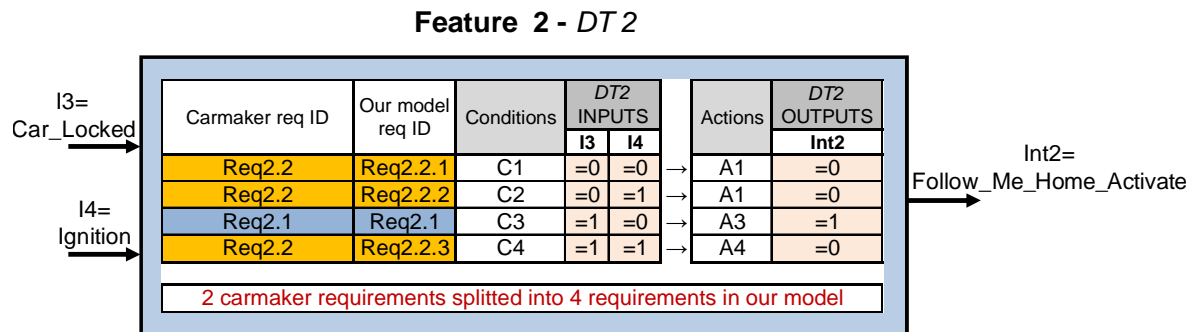 Feature 2 - DT 2
I3=
Car_Locked
I4=
Ignition
Carmaker req ID
Our model
req ID
Conditions
DT2
INPUTS
I3 I4
Actions
DT2
OUTPUTS
Int2
Req2.2 Req2.2.1 C1 =0 =0 → A1 =0
Req2.2 Req2.2.2 C2 =0 =1 → A1 =0
Req2.1 Req2.1 C3 =1 =0 → A3 =1
Req2.2 Req2.2.3 C4 =1 =1 → A4 =0
2 carmaker requirements splitted into 4 requirements in our model
Int2=
Follow_Me_Home_Activate